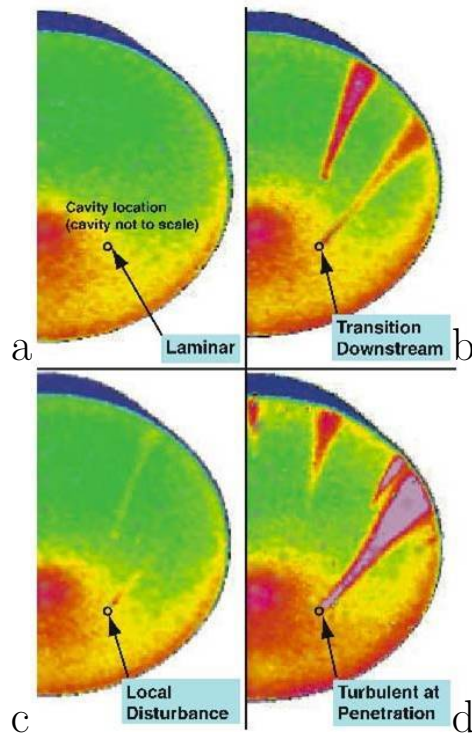 Cavity location
(cavity not to scale)
a
Laminar
Transition
Downstream
b
c
Local
Disturbance
Turbulent at
Penetration
d